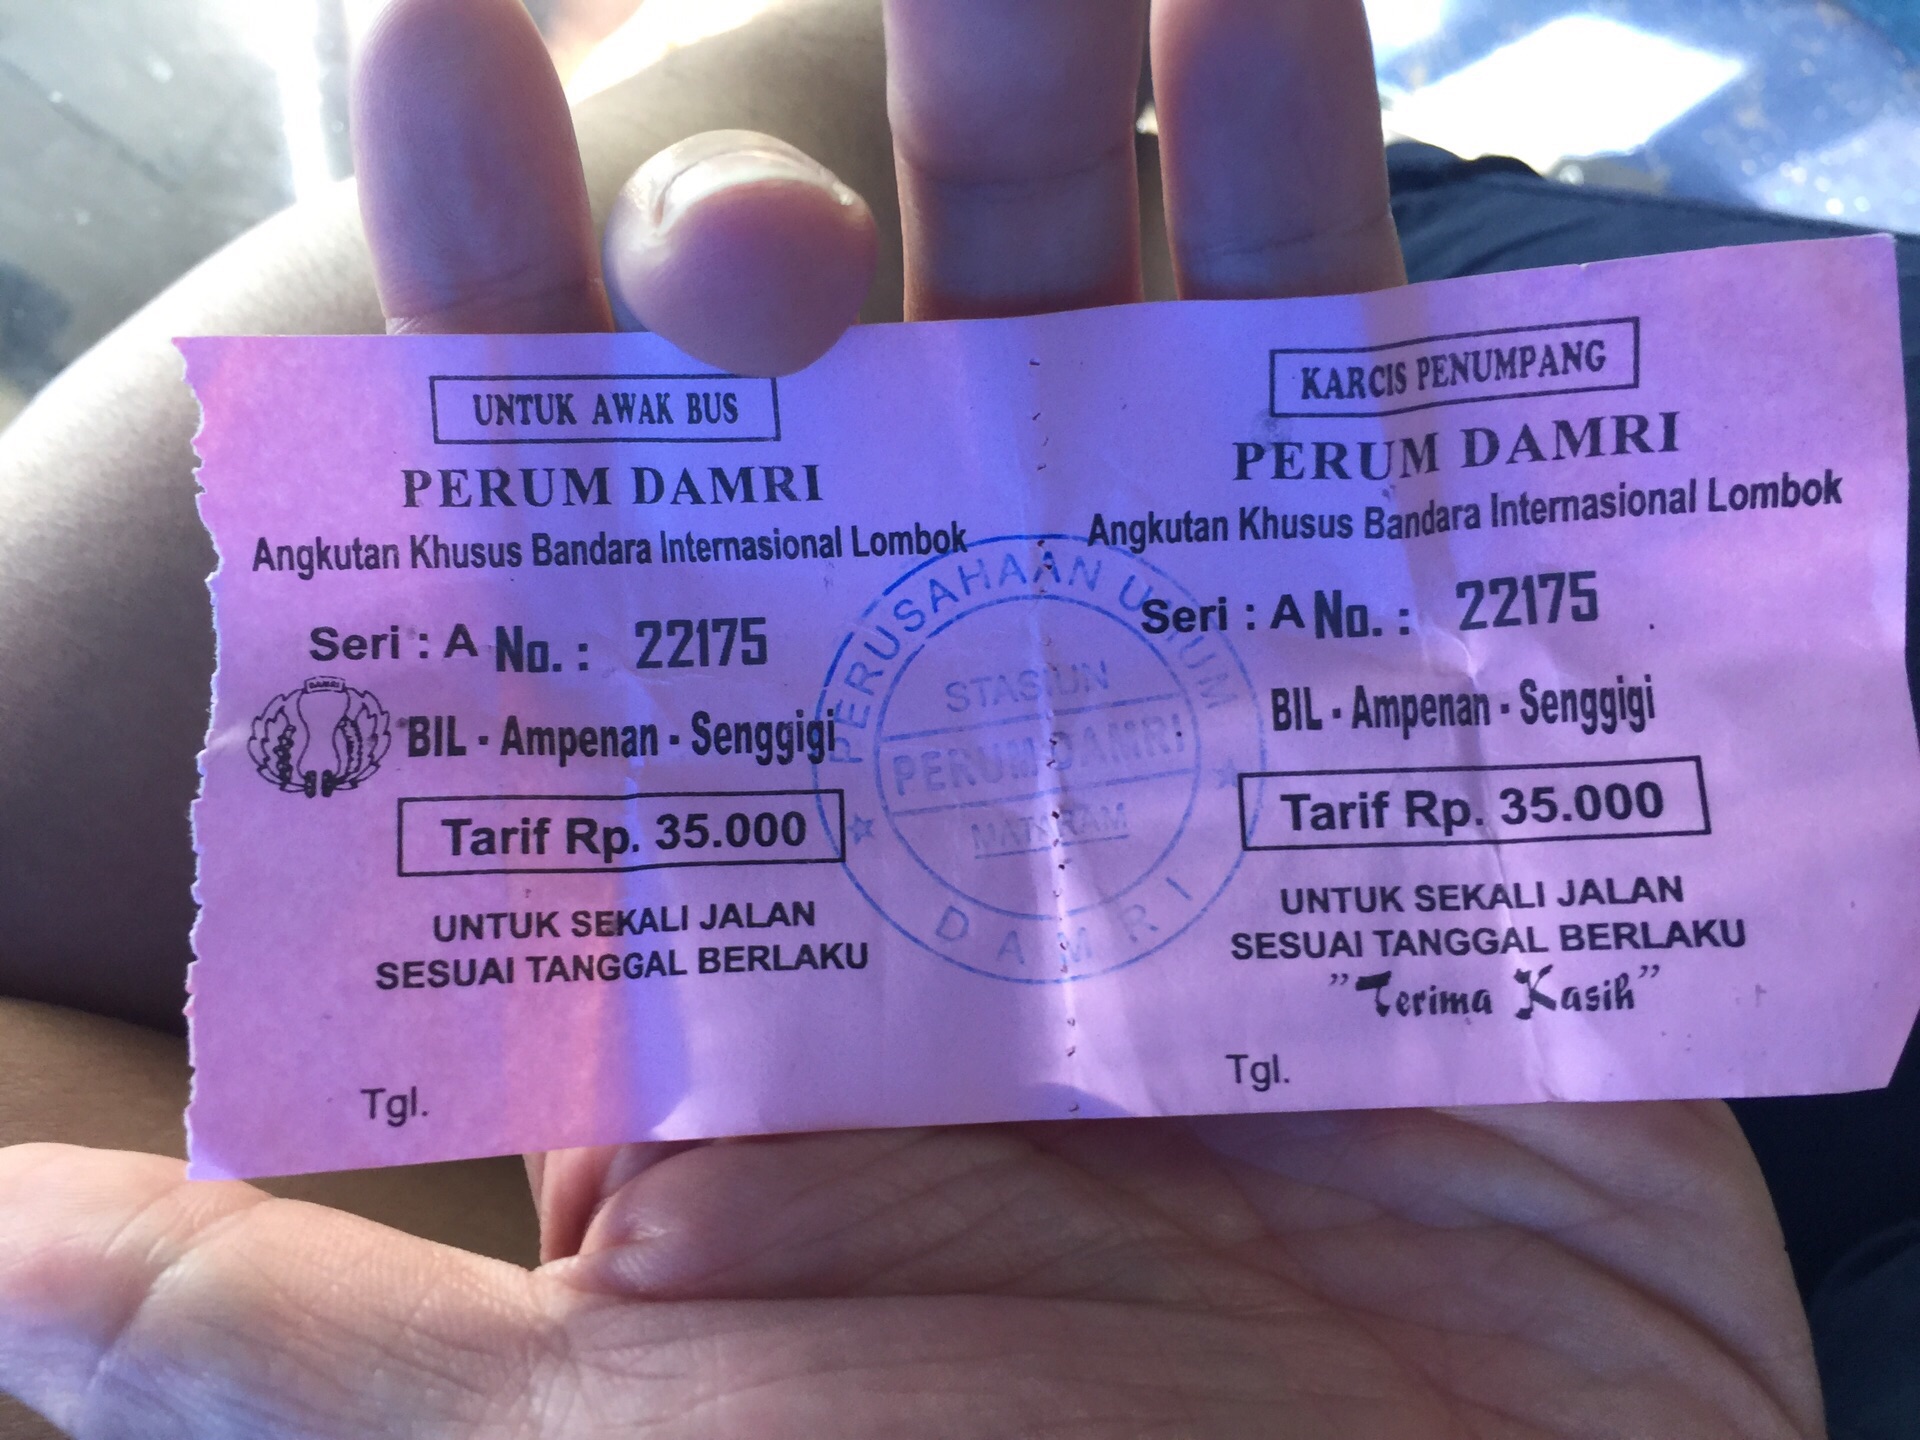 UNTUK AWAK BUS
PERUM DAMRI
Angkutan Khusus Bandara Internasional Lombok
Seri : A No. : 22175
DAMRI
BIL - Ampenan - Senggigi
Tarif Rp. 35.000
UNTUK SEKALI JALAN
SESUAI TANGGAL BERLAKU
Tgl.
PERUSAHAAN UMUM
STASIUN
PERUM DAMRI
MATARAM
DAMRI
KARCIS PENUMPANG
PERUM DAMRI
Angkutan Khusus Bandara Internasional Lombok
Seri : A No. : 22175
BIL - Ampenan - Senggigi
Tarif Rp. 35.000
UNTUK SEKALI JALAN
SESUAI TANGGAL BERLAKU
"Terima Kasih"
Tgl.